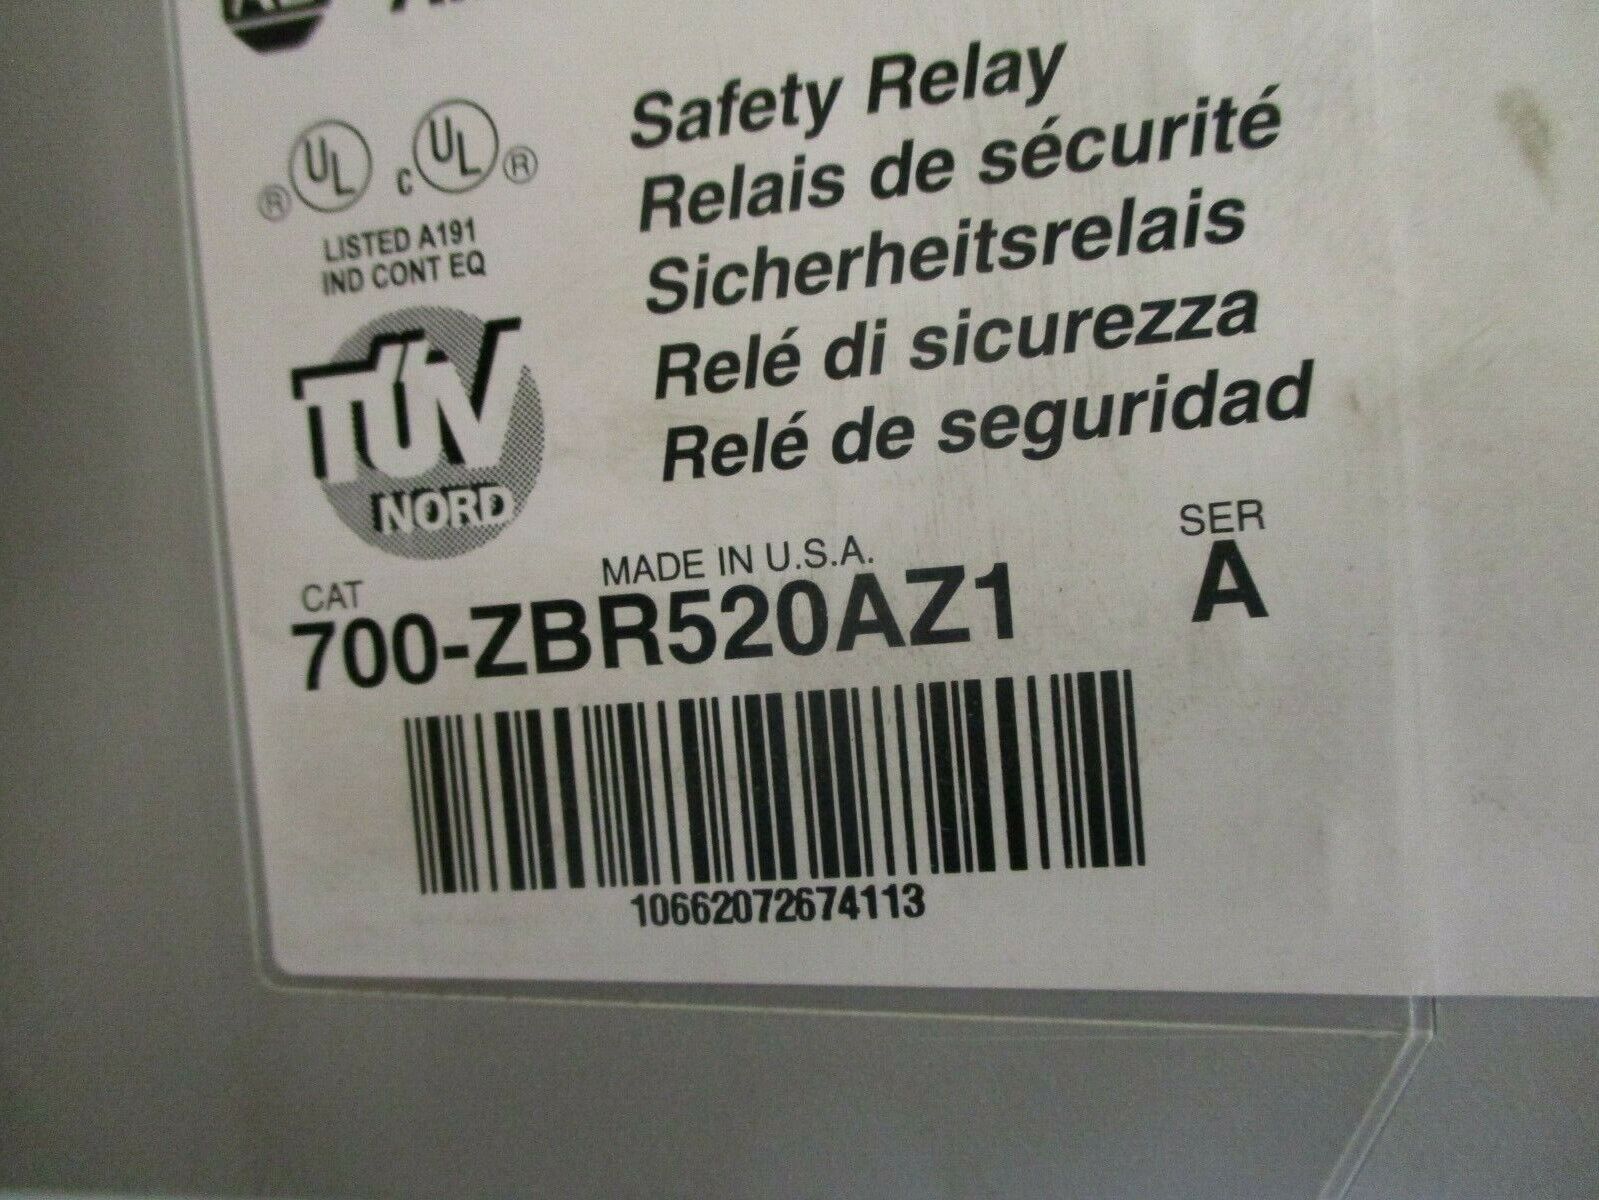 Safety Relay
Relais de sécurité
Sicherheitsrelais
Relé di sicurezza
Relé de seguridad
® UL c UL ®
LISTED A191
IND CONT EQ
TÜV
NORD
MADE IN U.S.A.
CAT
700-ZBR520AZ1
SER
A
10662072674113